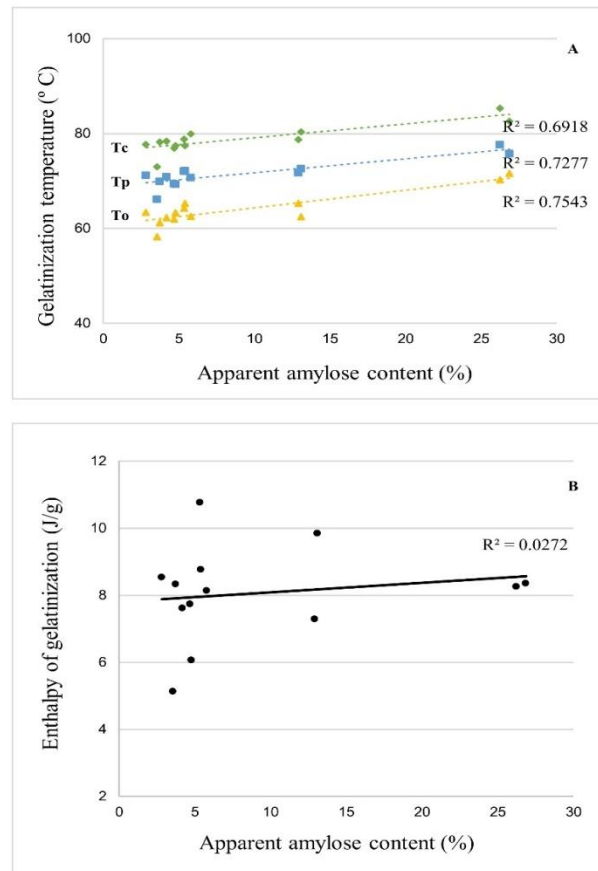 A
100
80
60
40
Gelatinization temperature (º C)
Tc
Tp
To
R² = 0.6918
R² = 0.7277
R² = 0.7543
0 5 10 15 20 25 30
Apparent amylose content (%)
B
12
10
8
6
4
2
Enthalpy of gelatinization (J/g)
R² = 0.0272
0 5 10 15 20 25 30
Apparent amylose content (%)